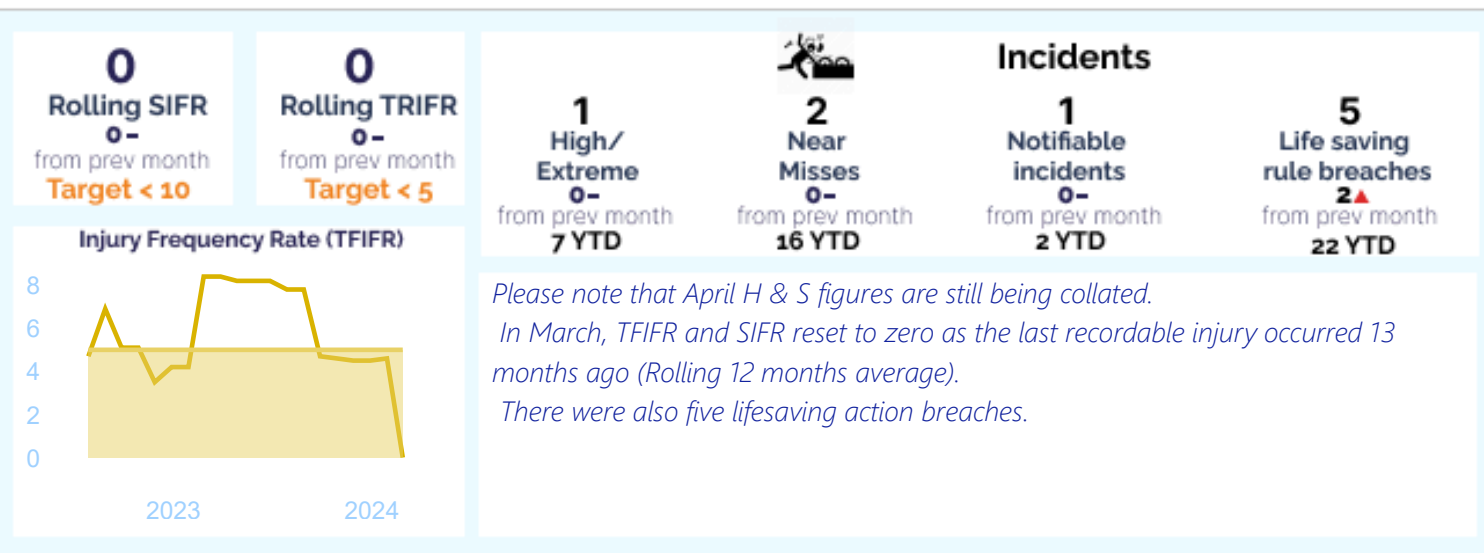 0
Rolling SIFR
0 –
from prev month
Target < 10
0
Rolling TRIFR
0 –
from prev month
Target < 5
Incidents
1
High/
Extreme
0–
from prev month
7 YTD
2
Near
Misses
0–
from prev month
16 YTD
1
Notifiable
incidents
0–
from prev month
2 YTD
5
Life saving
rule breaches
2▲
from prev month
22 YTD
Injury Frequency Rate (TFIFR)
8
6
4
2
0
2023 2024
Please note that April H & S figures are still being collated.
In March, TFIFR and SIFR reset to zero as the last recordable injury occurred 13
months ago (Rolling 12 months average).
There were also five lifesaving action breaches.